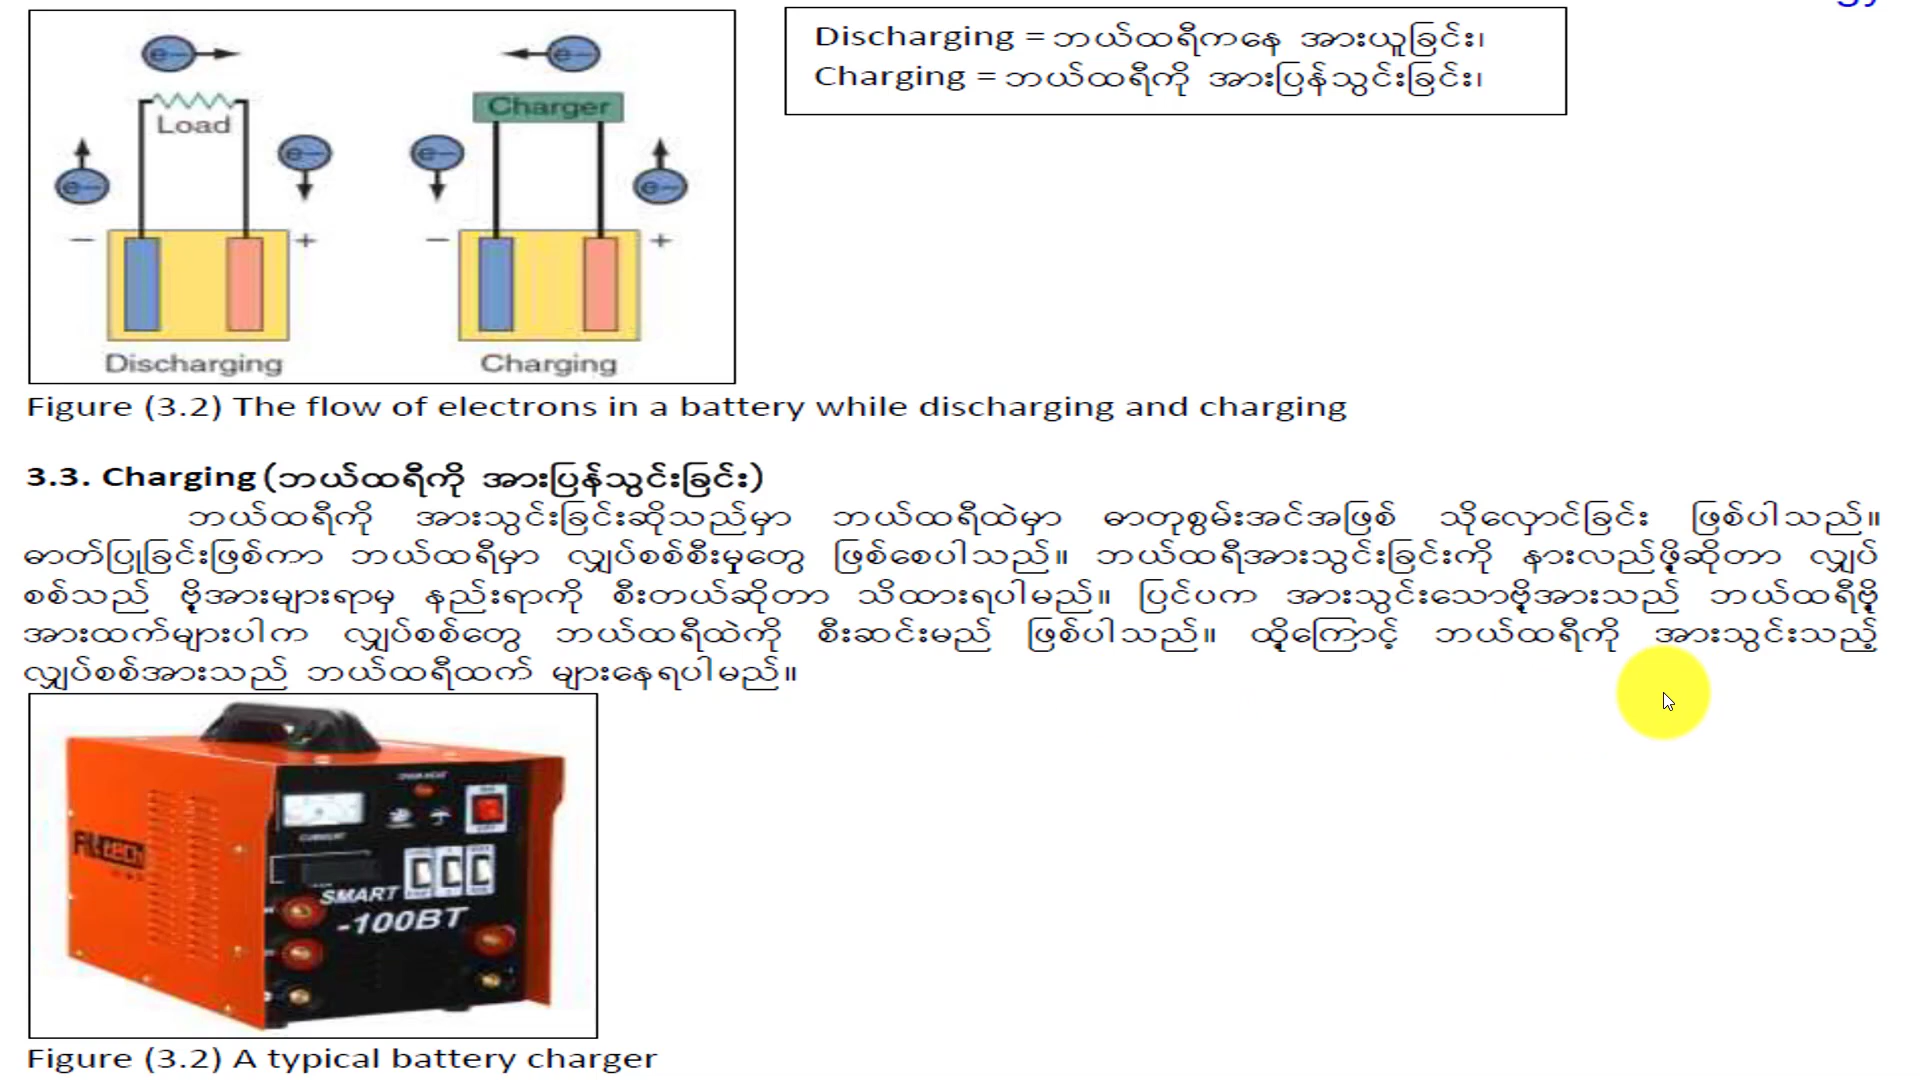 gy
Discharging = ဘယ်ထရီကနေ အားယူခြင်း၊
Charging = ဘယ်ထရီကို အားပြန်သွင်းခြင်း၊
e—
e—
Load
Charger
e—
e—
e—
e—
−
+
−
+
Discharging
Charging
Figure (3.2) The flow of electrons in a battery while discharging and charging
3.3. Charging (ဘယ်ထရီကို အားပြန်သွင်းခြင်း)
ဘယ်ထရီကို အားသွင်းခြင်းဆိုသည်မှာ ဘယ်ထရီထဲမှာ ဓာတုစွမ်းအင်အဖြစ် သိုလှောင်ခြင်း ဖြစ်ပါသည်။
ဓာတ်ပြုခြင်းဖြစ်ကာ ဘယ်ထရီမှာ လျှပ်စစ်စီးမှုတွေ ဖြစ်စေပါသည်။ ဘယ်ထရီအားသွင်းခြင်းကို နားလည်ဖို့ဆိုတာ လျှပ်
စစ်သည် ဗို့အားများရာမှ နည်းရာကို စီးတယ်ဆိုတာ သိထားရပါမည်။ ပြင်ပက အားသွင်းသောဗို့အားသည် ဘယ်ထရီဗို့
အားထက်များပါက လျှပ်စစ်တွေ ဘယ်ထရီထဲကို စီးဆင်းမည် ဖြစ်ပါသည်။ ထို့ကြောင့် ဘယ်ထရီကို အားသွင်းသည့်
လျှပ်စစ်အားသည် ဘယ်ထရီထက် များနေရပါမည်။
CURRENT
SMART
-100BT
Figure (3.2) A typical battery charger